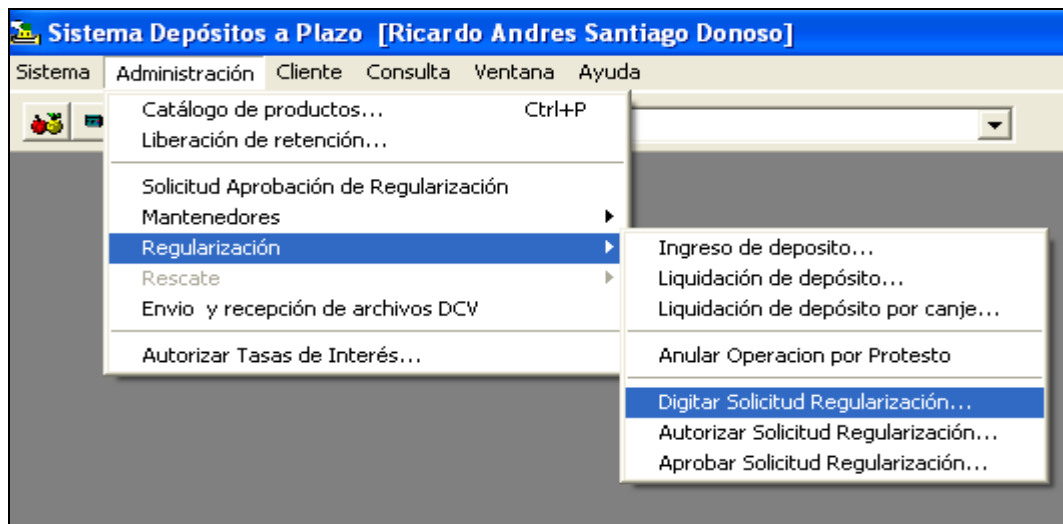 Sistema Depósitos a Plazo [Ricardo Andres Santiago Donoso]
Sistema Administración Cliente Consulta Ventana Ayuda
Catálogo de productos... Ctrl+P
Liberación de retención...
Solicitud Aprobación de Regularización
Mantenedores
Regularización
Rescate
Envio y recepción de archivos DCV
Autorizar Tasas de Interés...
Ingreso de deposito...
Liquidación de depósito...
Liquidación de depósito por canje...
Anular Operacion por Protesto
Digitar Solicitud Regularización...
Autorizar Solicitud Regularización...
Aprobar Solicitud Regularización...